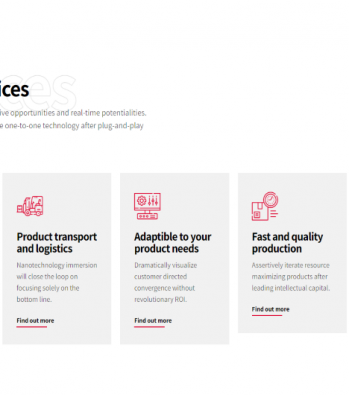 ices
ive opportunities and real-time potentialities.
e one-to-one technology after plug-and-play
Product transport
and logistics
Nanotechnology immersion
will close the loop on
focusing solely on the
bottom line.
Find out more
Adaptible to your
product needs
Dramatically visualize
customer directed
convergence without
revolutionary ROI.
Find out more
Fast and quality
production
Assertively iterate resource
maximizing products after
leading intellectual capital.
Find out more